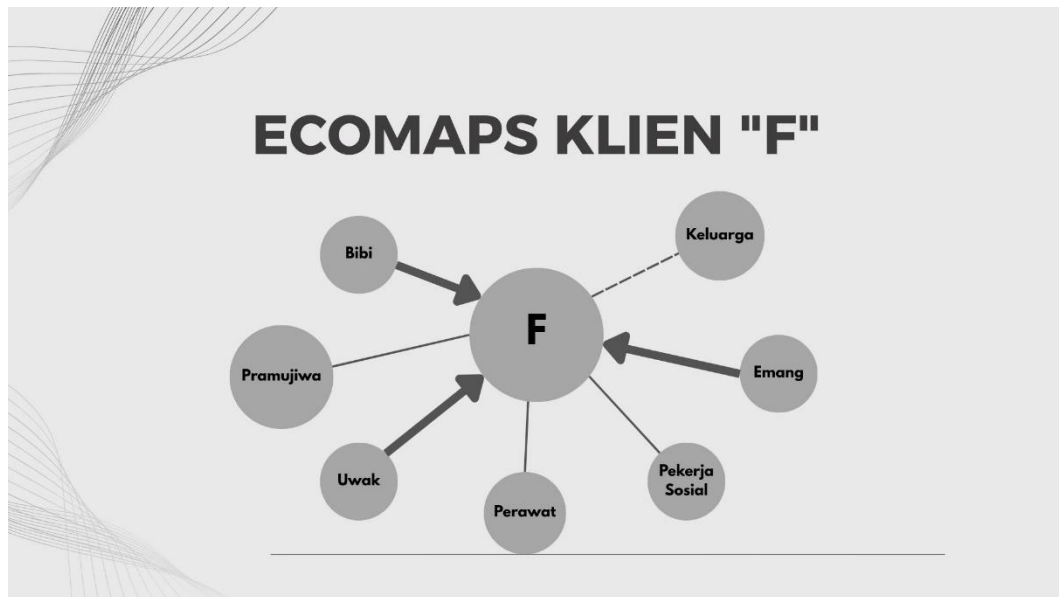 ECOMAPS KLIEN "F"
Keluarga
Bibi
F
Pramujiwa
Emang
Uwak
Pekerja
Sosial
Perawat